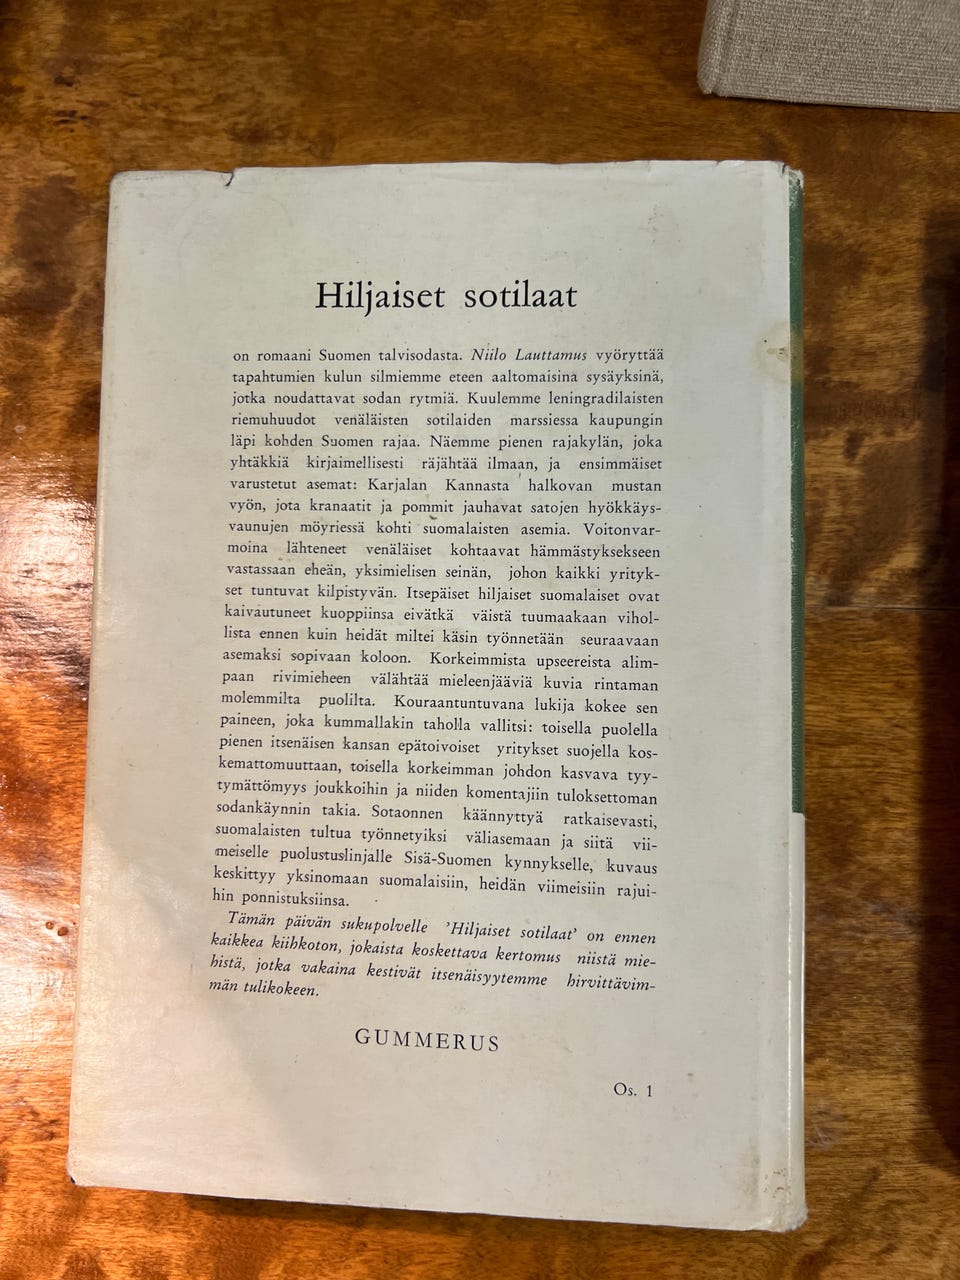 Hiljaiset sotilaat
on romaani Suomen talvisodasta. Niilo Lauttamus vyöryttää
tapahtumien kulun silmiemme eteen aaltomaisina sysäyksinä,
jotka noudattavat sodan rytmiä. Kuulemme leningradilaisten
riemuhuudot venäläisten sotilaiden marssiessa kaupungin
läpi kohden Suomen rajaa. Näemme pienen rajakylän, joka
yhtäkkiä kirjaimellisesti räjähtää ilmaan, ja ensimmäiset
varustetut asemat: Karjalan Kannasta halkovan mustan
vyön, jota kranaatit ja pommit jauhavat satojen hyökkäys-
vaunujen möyriessä kohti suomalaisten asemia. Voitonvar-
moina lähteneet venäläiset kohtaavat hämmästyksekseen
vastassaan eheän, yksimielisen seinän, johon kaikki yrityk-
set tuntuvat kilpistyvän. Itsepäiset hiljaiset suomalaiset ovat
kaivautuneet kuoppiinsa eivätkä väistä tuumaakaan vihol-
lista ennen kuin heidät miltei käsin työnnetään seuraavaan
asemaksi sopivaan koloon. Korkeimmista upseereista alim-
paan rivimieheen välähtää mieleenjääviä kuvia rintaman
molemmilta puolilta. Kouraantuntuvana lukija kokee sen
paineen, joka kummallakin taholla vallitsi: toisella puolella
pienen itsenäisen kansan epätoivoiset yritykset suojella kos-
kemattomuuttaan, toisella korkeimman johdon kasvava tyy-
tymättömyys joukkoihin ja niiden komentajiin tuloksettoman
sodankäynnin takia. Sotaonnen käännyttyä ratkaisevasti,
suomalaisten tultua työnnetyiksi väliasemaan ja siitä vii-
meiselle puolustuslinjalle Sisä-Suomen kynnykselle, kuvaus
keskittyy yksinomaan suomalaisiin, heidän viimeisiin rajui-
hin ponnistuksiinsa.
Tämän päivän sukupolvelle 'Hiljaiset sotilaat' on ennen
kaikkea kiihkoton, jokaista koskettava kertomus niistä mie-
histä, jotka vakaina kestivät itsenäisyytemme hirvittävim-
män tulikokeen.
GUMMERUS
Os. 1